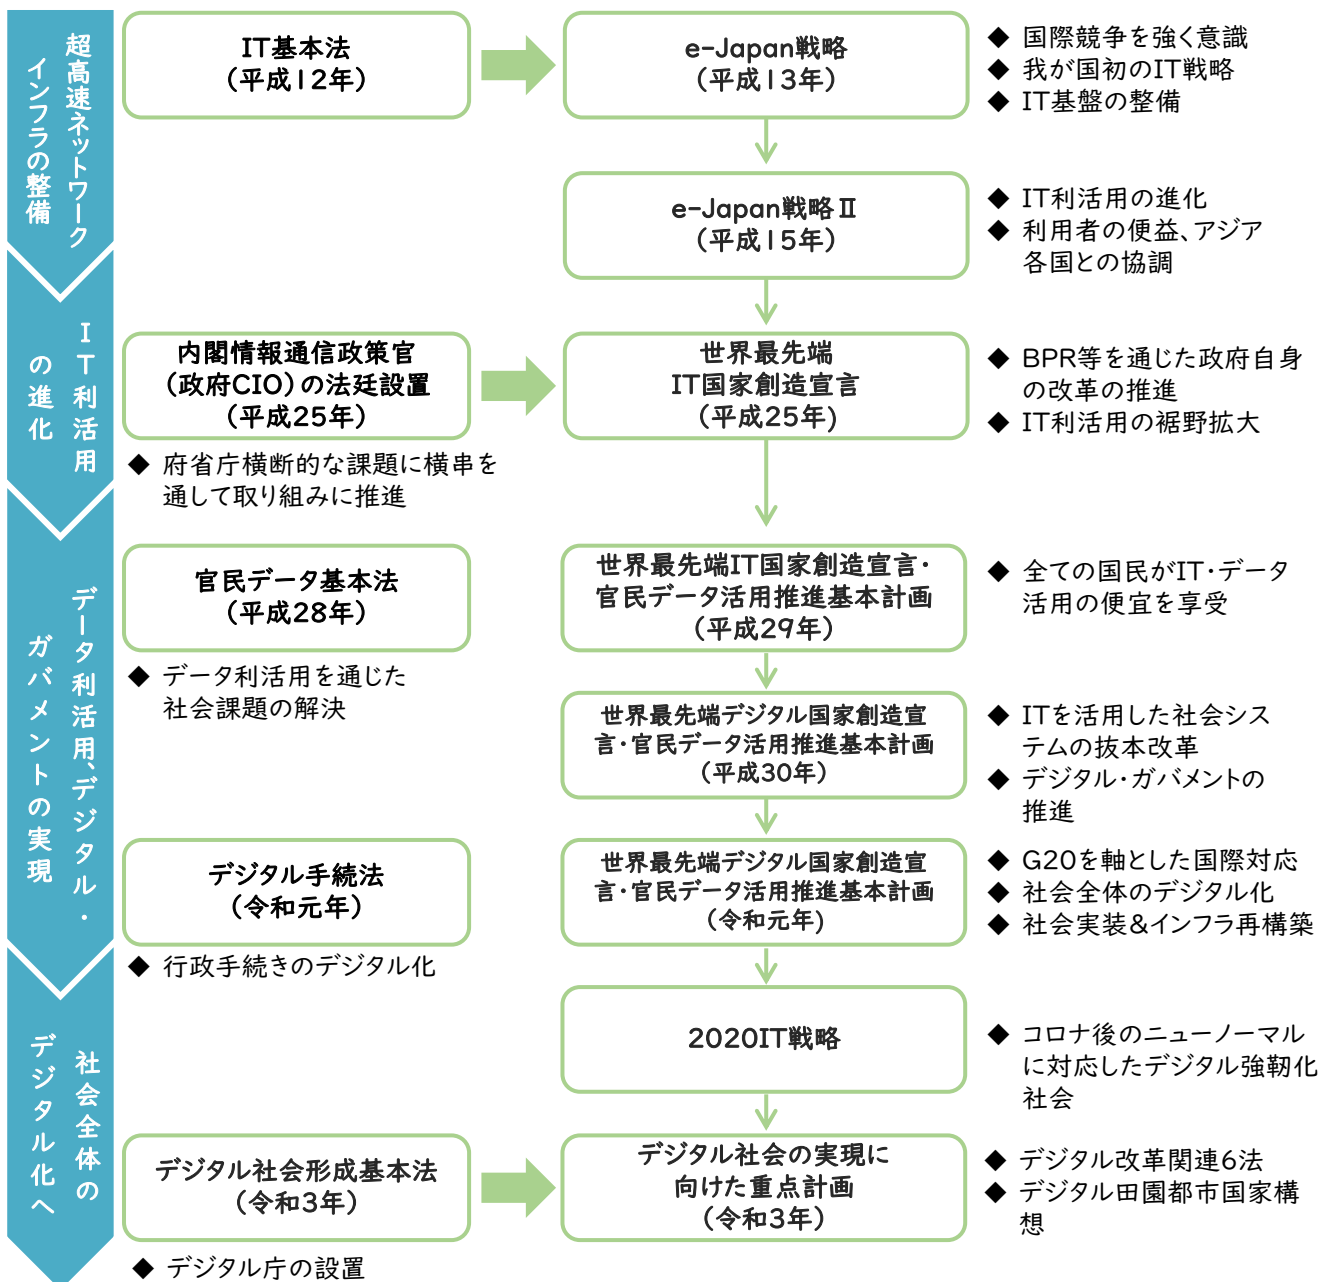 超高速ネットワーク
インフラの整備
IT基本法
(平成12年)
e-Japan戦略
(平成13年)
◆ 国際競争を強く意識
◆ 我が国初のIT戦略
◆ IT基盤の整備
e-Japan戦略Ⅱ
(平成15年)
◆ IT利活用の進化
◆ 利用者の便益、アジア
各国との協調
IT利活用
の進化
内閣情報通信政策官
(政府CIO)の法廷設置
(平成25年)
◆ 府省庁横断的な課題に横串を
通して取り組みに推進
世界最先端
IT国家創造宣言
(平成25年)
◆ BPR等を通じた政府自身
の改革の推進
◆ IT利活用の裾野拡大
データ利活用、デジタル・
ガバメントの実現
官民データ基本法
(平成28年)
◆ データ利活用を通じた
社会課題の解決
世界最先端IT国家創造宣言・
官民データ活用推進基本計画
(平成29年)
◆ 全ての国民がIT・データ
活用の便宜を享受
世界最先端デジタル国家創造宣
言・官民データ活用推進基本計画
(平成30年)
◆ ITを活用した社会シス
テムの抜本改革
◆ デジタル・ガバメントの
推進
デジタル手続法
(令和元年)
◆ 行政手続きのデジタル化
世界最先端デジタル国家創造宣
言・官民データ活用推進基本計画
(令和元年)
◆ G20を軸とした国際対応
◆ 社会全体のデジタル化
◆ 社会実装&インフラ再構築
社会全体の
デジタル化へ
2020IT戦略
◆ コロナ後のニューノーマル
に対応したデジタル強靭化
社会
デジタル社会形成基本法
(令和3年)
◆ デジタル庁の設置
デジタル社会の実現に
向けた重点計画
(令和3年)
◆ デジタル改革関連6法
◆ デジタル田園都市国家構
想